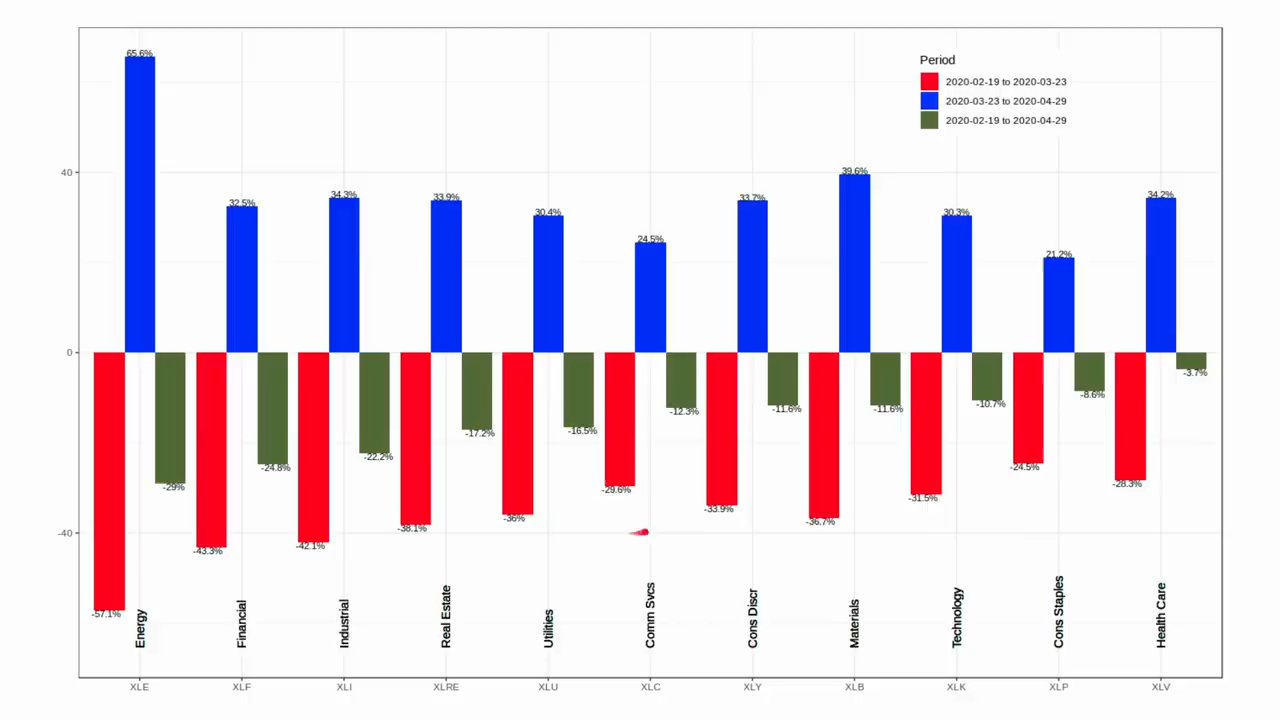 65.6%
Period
2020-02-19 to 2020-03-23
2020-03-23 to 2020-04-29
2020-02-19 to 2020-04-29
40
39.6%
32.5%
34.3%
33.9%
33.7%
34.2%
30.4%
30.3%
24.5%
21.2%
0
-3.7%
-8.6%
-10.7%
-12.3%
-11.6%
-11.6%
-17.2%
-16.5%
-22.2%
-24.8%
-29%
-29.6%
-24.5%
-28.3%
-31.5%
-33.9%
-36%
-36.7%
-38.1%
-40
-42.1%
-43.3%
-57.1%
Energy
Financial
Industrial
Real Estate
Utilities
Comm Svcs
Cons Discr
Materials
Technology
Cons Staples
Health Care
XLE
XLF
XLI
XLRE
XLU
XLC
XLY
XLB
XLK
XLP
XLV